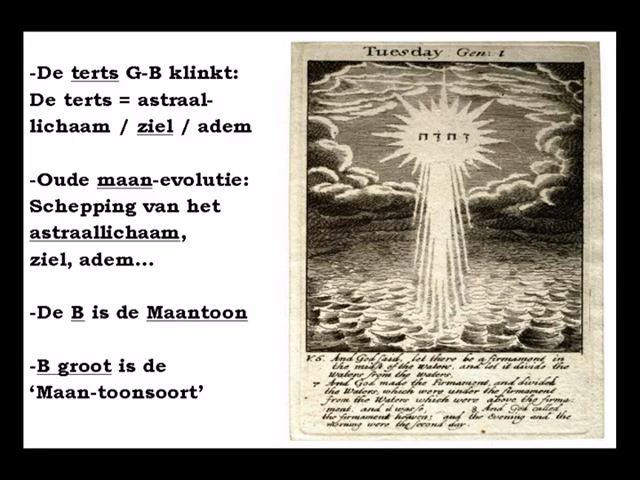 -De terts G-B klinkt:
De terts = astraal-
lichaam / ziel / adem
-Oude maan-evolutie:
Schepping van het
astraallichaam,
ziel, adem...
-De B is de Maantoon
-B groot is de
‘Maan-toonsoort’
Tuesday Gen: 1
V.6. And God said, let there be a firmament in
the midst of the Waters, and let it divide the
Waters from the waters.
7 And God made the Firmament, and divided
the Waters, which were under the firmament
from the Waters which were above the firma-
ment, and it was so. 8 And God called
the firmament heaven; and the Evening and the
morning were the second day.